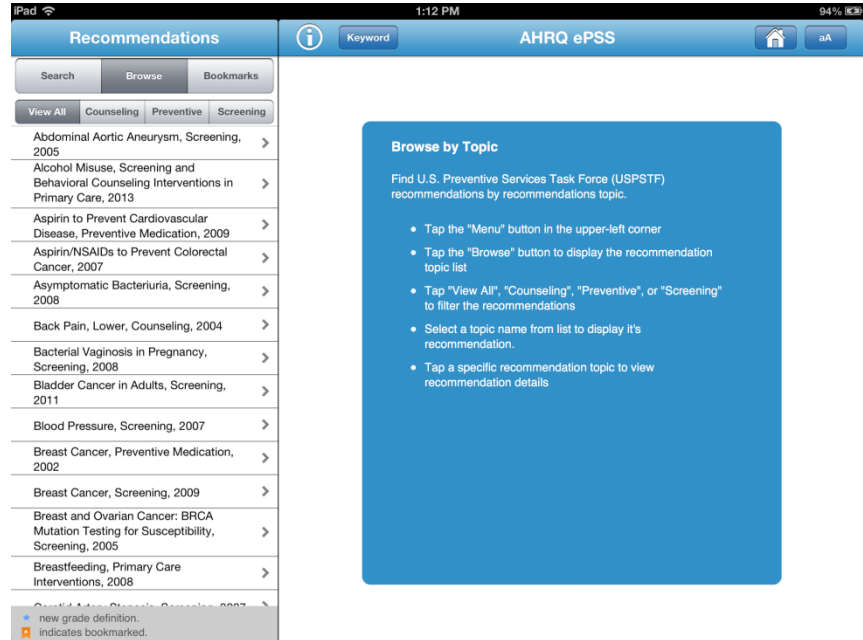 iPad
1:12 PM
94%
Recommendations
Keyword
AHRQ ePSS
aA
Search
Browse
Bookmarks
View All
Counseling
Preventive
Screening
Abdominal Aortic Aneurysm, Screening,
2005
Alcohol Misuse, Screening and
Behavioral Counseling Interventions in
Primary Care, 2013
Aspirin to Prevent Cardiovascular
Disease, Preventive Medication, 2009
Aspirin/NSAIDs to Prevent Colorectal
Cancer, 2007
Asymptomatic Bacteriuria, Screening,
2008
Back Pain, Lower, Counseling, 2004
Bacterial Vaginosis in Pregnancy,
Screening, 2008
Bladder Cancer in Adults, Screening,
2011
Blood Pressure, Screening, 2007
Breast Cancer, Preventive Medication,
2002
Breast Cancer, Screening, 2009
Breast and Ovarian Cancer: BRCA
Mutation Testing for Susceptibility,
Screening, 2005
Breastfeeding, Primary Care
Interventions, 2008
Carotid Artery Stenosis, Screening, 2007
new grade definition.
indicates bookmarked.
Browse by Topic
Find U.S. Preventive Services Task Force (USPSTF)
recommendations by recommendations topic.
• Tap the "Menu" button in the upper-left corner
• Tap the "Browse" button to display the recommendation
topic list
• Tap "View All", "Counseling", "Preventive", or "Screening"
to filter the recommendations
• Select a topic name from list to display it's
recommendation.
• Tap a specific recommendation topic to view
recommendation details